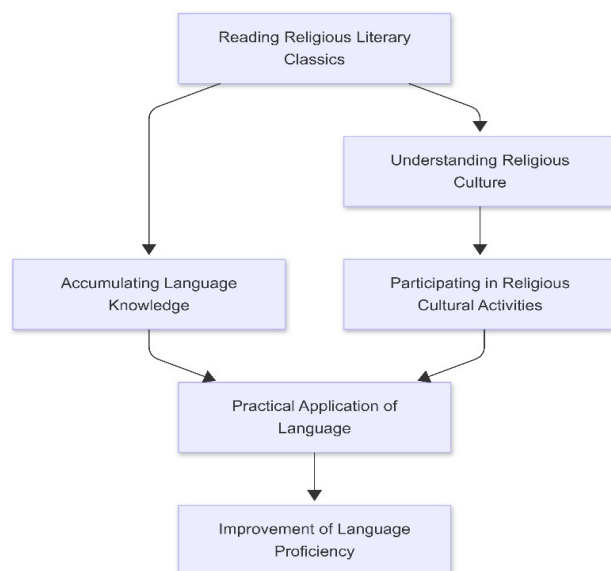 Reading Religious Literary
Classics
Understanding Religious
Culture
Accumulating Language
Knowledge
Participating in Religious
Cultural Activities
Practical Application of
Language
Improvement of Language
Proficiency